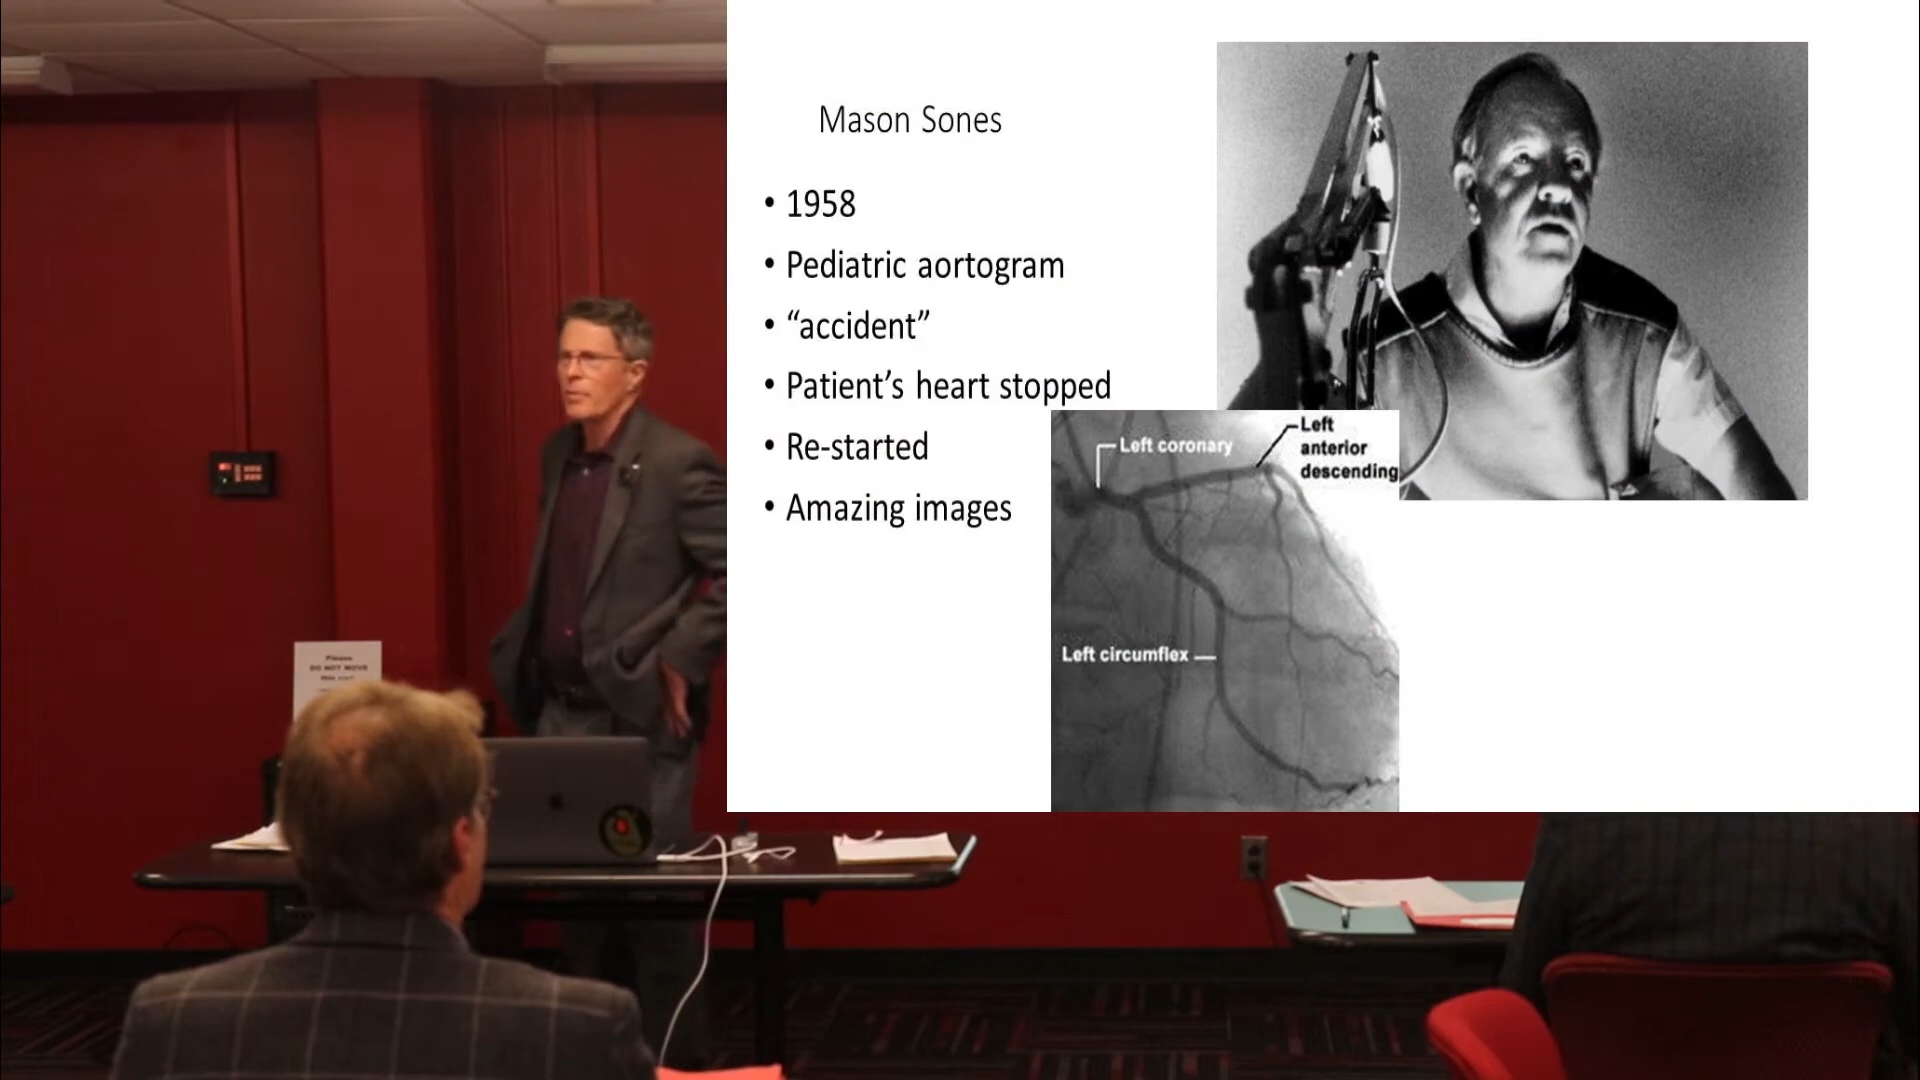 Mason Sones
• 1958
• Pediatric aortogram
• “accident”
• Patient’s heart stopped
• Re-started
• Amazing images
Left coronary
Left
anterior
descending
Left circumflex
Please
DO NOT MOVE